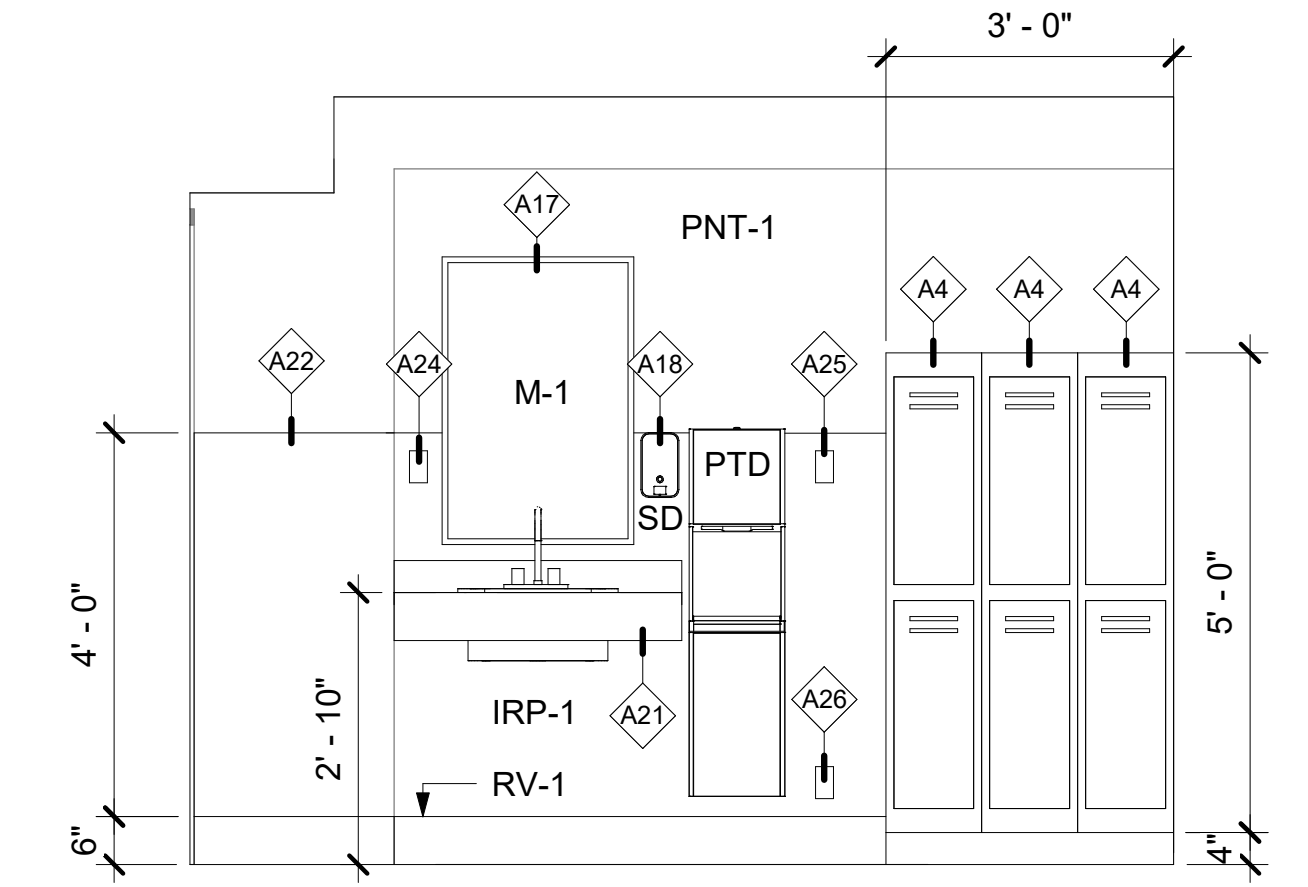 3' - 0"
A17
PNT-1
A4
A4
A4
A22
A24
A18
A25
M-1
PTD
SD
4' - 0"
5' - 0"
2' - 10"
IRP-1
A21
A26
RV-1
6"
4"